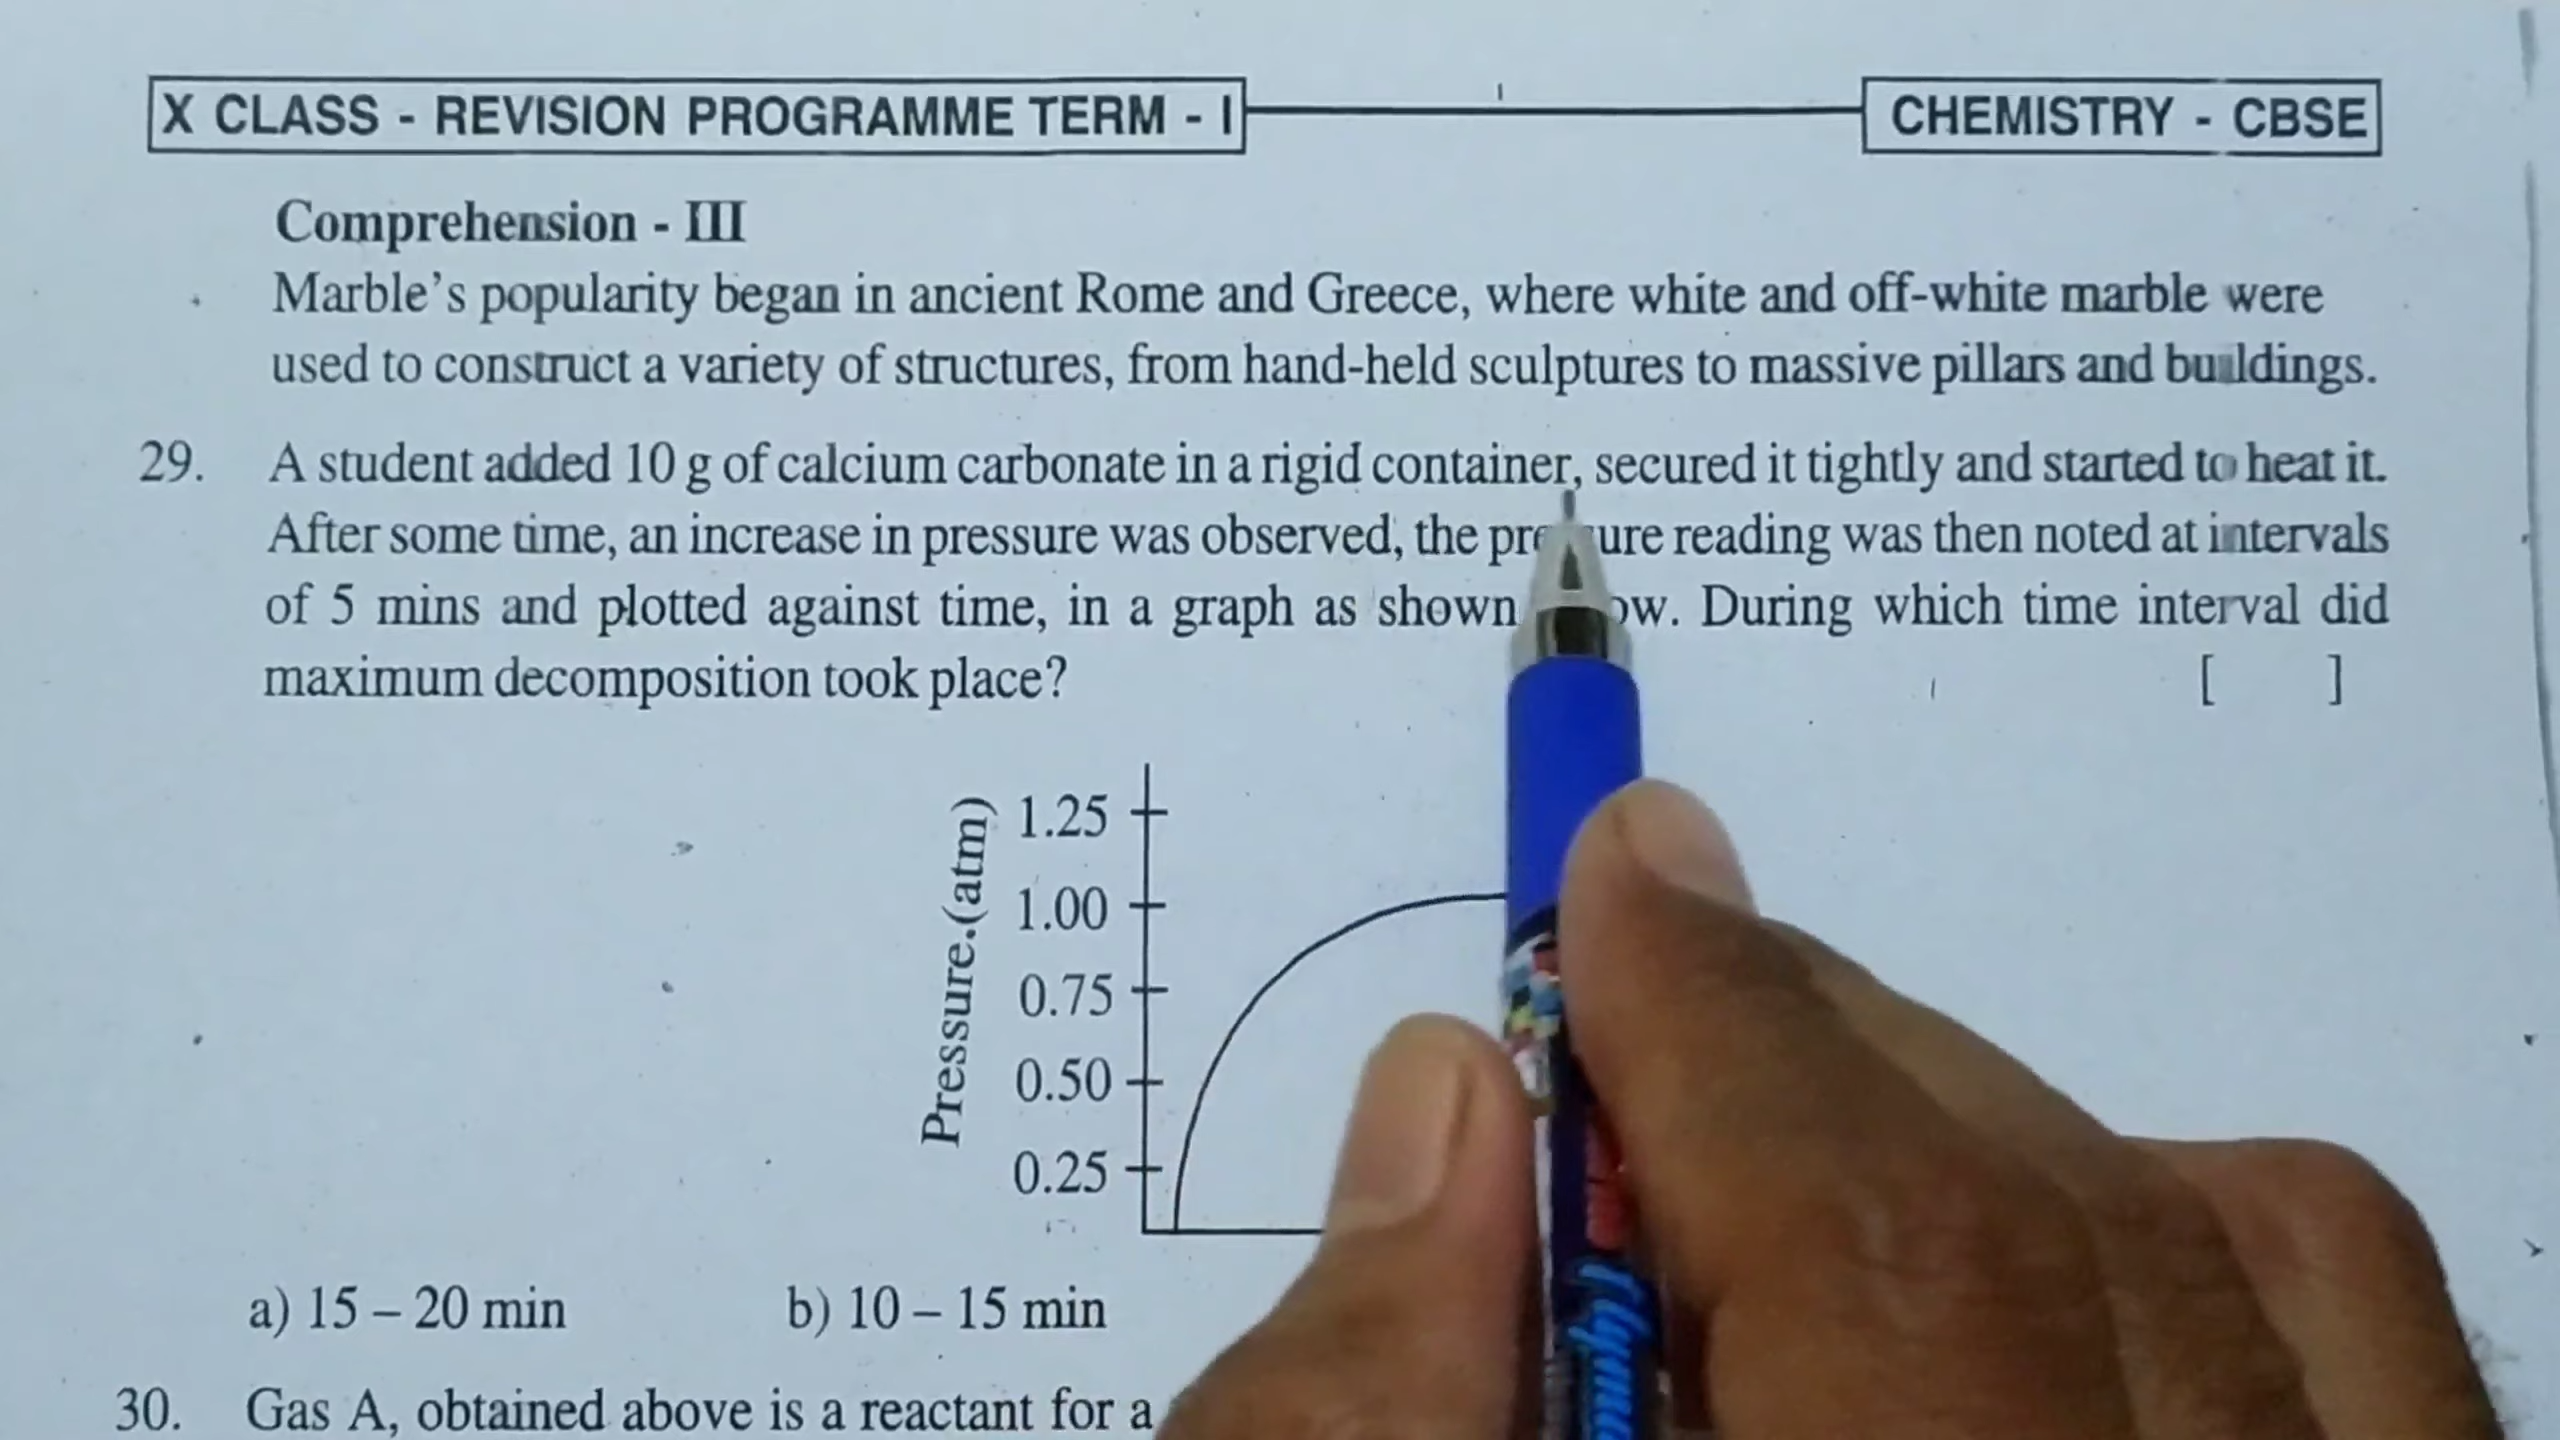 X CLASS - REVISION PROGRAMME TERM - I
CHEMISTRY - CBSE
Comprehension - III
Marble's popularity began in ancient Rome and Greece, where white and off-white marble were
used to construct a variety of structures, from hand-held sculptures to massive pillars and buildings.
29. A student added 10 g of calcium carbonate in a rigid container, secured it tightly and started to heat it.
After some time, an increase in pressure was observed, the pressure reading was then noted at intervals
of 5 mins and plotted against time, in a graph as shown ow. During which time interval did
maximum decomposition took place? [ ]
Pressure.(atm)
1.25
1.00
0.75
0.50
0.25
a) 15 – 20 min b) 10 – 15 min
30. Gas A, obtained above is a reactant for a